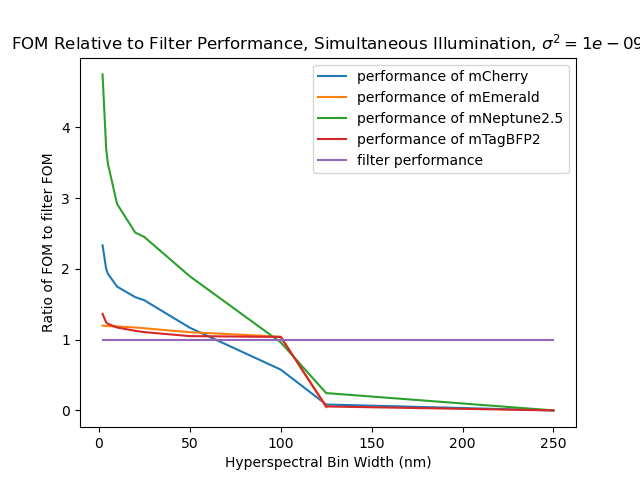 FOM Relative to Filter Performance, Simultaneous Illumination, σ² = 1e − 09
performance of mCherry
performance of mEmerald
performance of mNeptune2.5
performance of mTagBFP2
filter performance
Ratio of FOM to filter FOM
4
3
2
1
0
0 50 100 150 200 250
Hyperspectral Bin Width (nm)